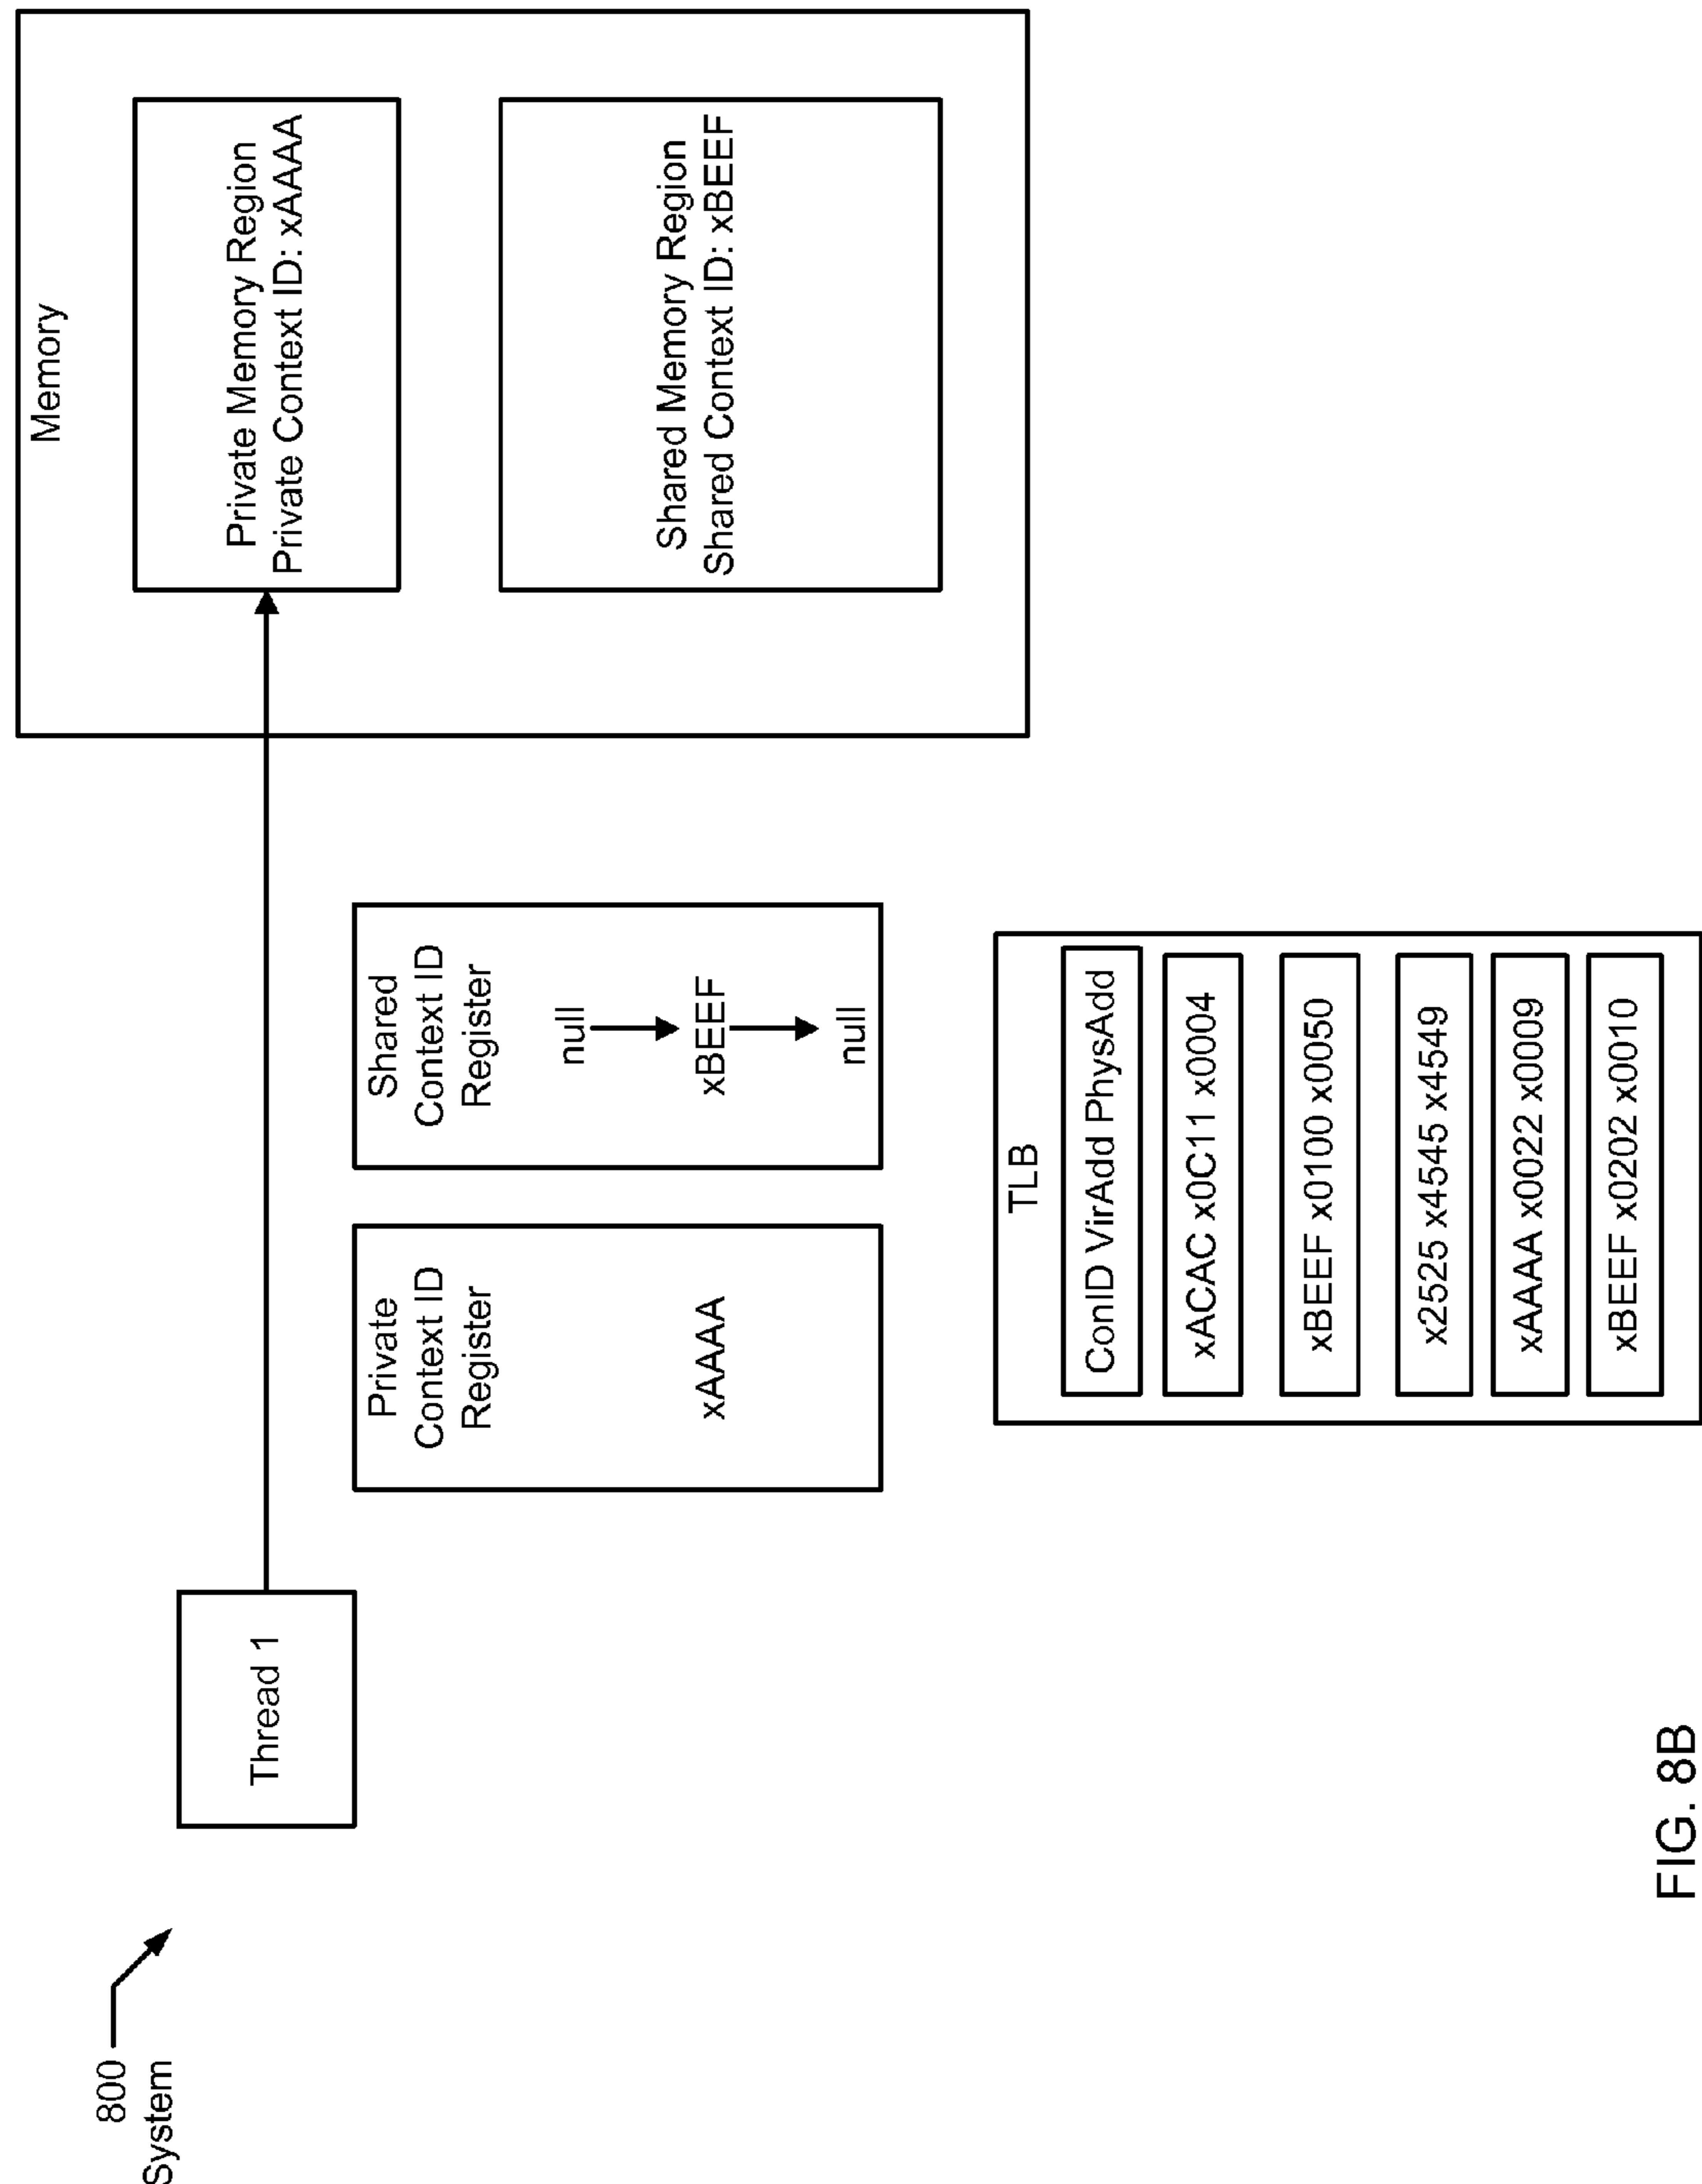 800
System
Thread 1
Memory
Private Memory Region
Private Context ID: xAAAA
Shared Memory Region
Shared Context ID: xBEEF
Private
Context ID
Register
xAAAA
Shared
Context ID
Register
null
xBEEF
null
TLB
ConID VirAdd PhysAdd
xACAC x0C11 x0004
xBEEF x0100 x0050
x2525 x4545 x4549
xAAAA x0022 x0009
xBEEF x0202 x0010
FIG. 8B